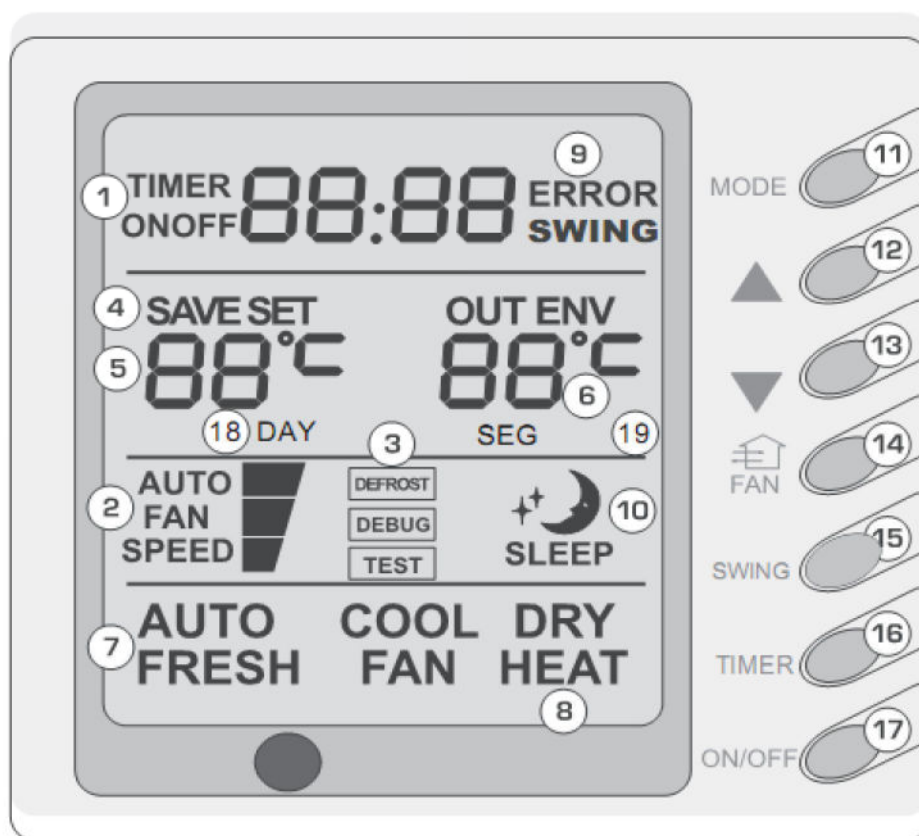 9
11
1 TIMER 88:88 ERROR
ONOFF SWING
MODE
12
4 SAVE SET OUT ENV
5 88°C 88°C
6
13
18 DAY SEG 19
3
14
FAN
2 AUTO
FAN
SPEED
DEFROST
DEBUG
TEST
10
SLEEP
15
SWING
7 AUTO COOL DRY
FRESH FAN HEAT
8
16
TIMER
17
ON/OFF